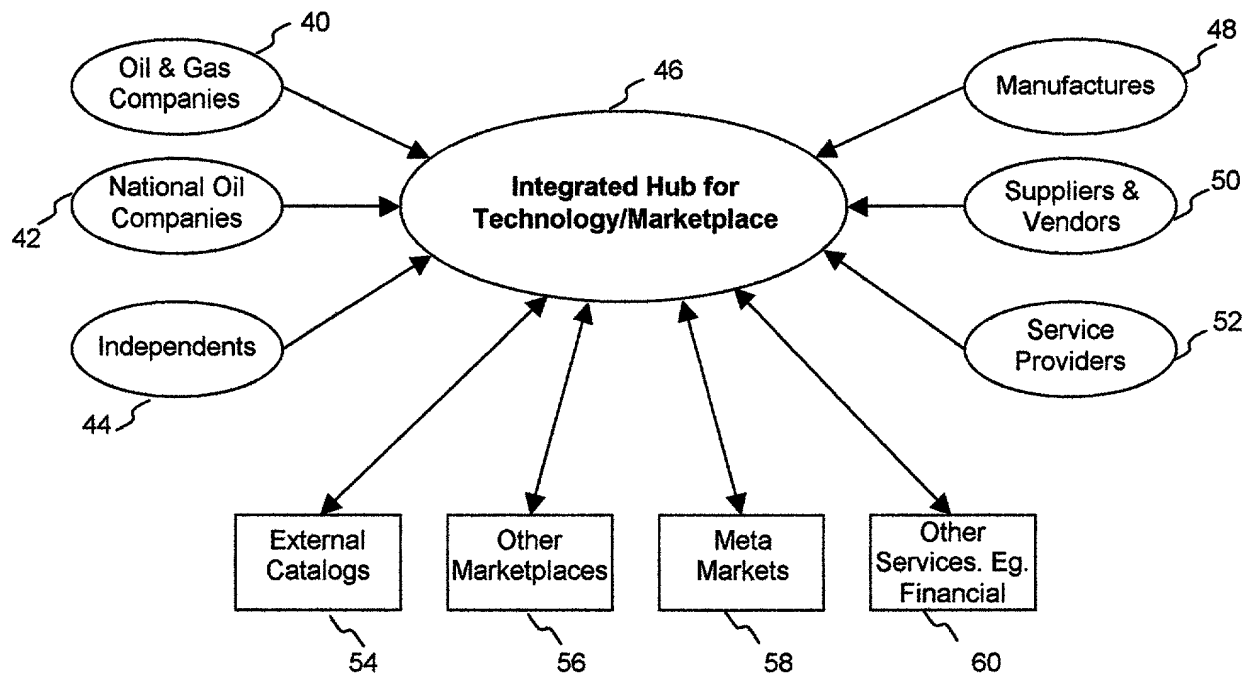 40
Oil & Gas
Companies
46
48
Manufactures
Integrated Hub for
Technology/Marketplace
National Oil
Companies
42
Suppliers &
Vendors
50
Independents
44
Service
Providers
52
External
Catalogs
54
Other
Marketplaces
56
Meta
Markets
58
Other
Services. Eg.
Financial
60